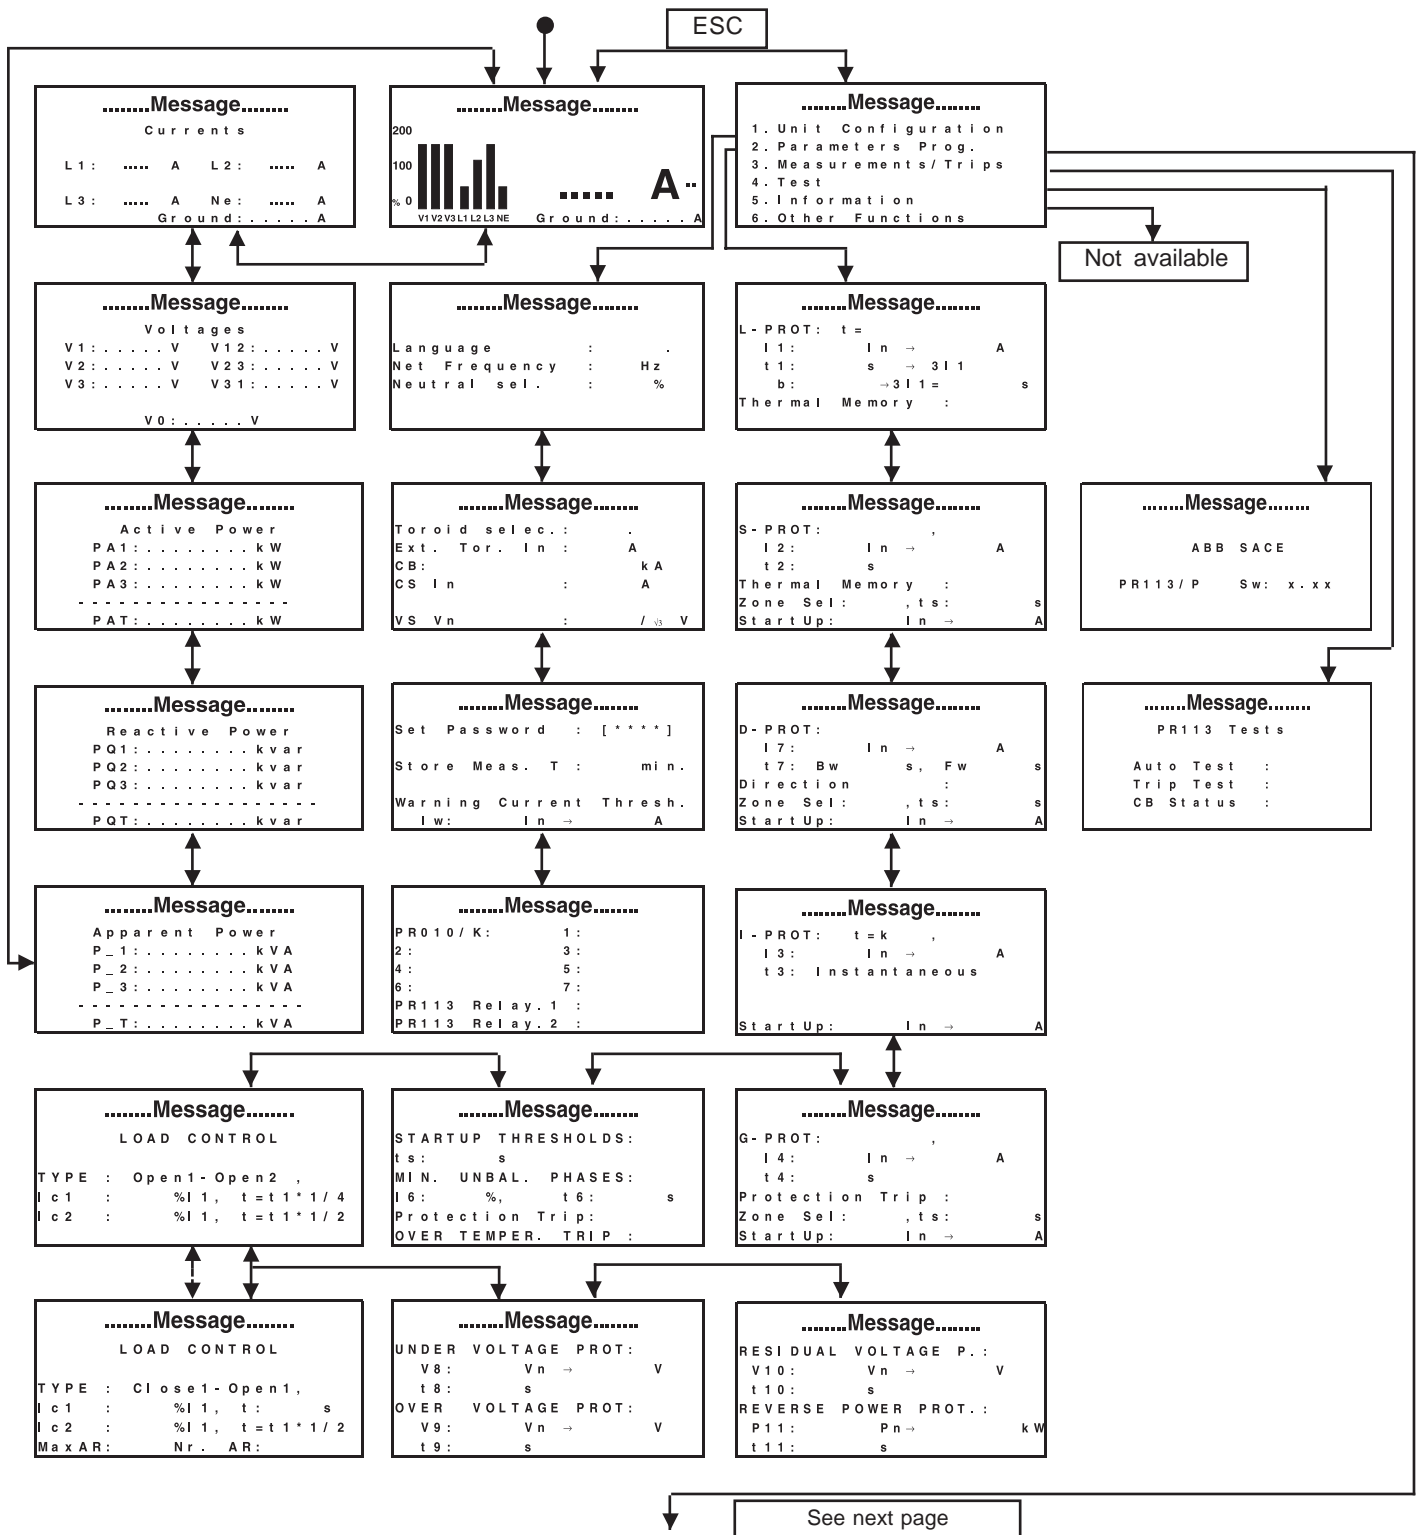 ESC
........Message........
Currents
L1: ..... A L2: ..... A
L3: ..... A Ne: ..... A
Ground:..... A
........Message........
200
100
% 0
V1 V2 V3 L1 L2 L3 NE
..... A..
Ground:..... A
........Message........
1. Unit Configuration
2. Parameters Prog.
3. Measurements/Trips
4. Test
5. Information
6. Other Functions
Not available
........Message........
Voltages
V1:.....V V12:.....V
V2:.....V V23:.....V
V3:.....V V31:.....V
V0:.....V
........Message........
Language : .
Net Frequency : Hz
Neutral sel. : %
........Message........
L-PROT: t=
I1: In → A
t1: s → 3I1
b: →3I1= s
Thermal Memory :
........Message........
Active Power
PA1:........kW
PA2:........kW
PA3:........kW
-----------------
PAT:........kW
........Message........
Toroid selec.: .
Ext. Tor. In : A
CB: kA
CS In : A
VS Vn : /√3 V
........Message........
S-PROT: ,
I2: In → A
t2: s
Thermal Memory :
Zone Sel: ,ts: s
StartUp: In → A
........Message........
ABB SACE
PR113/P Sw: x.xx
........Message........
Reactive Power
PQ1:........kvar
PQ2:........kvar
PQ3:........kvar
-------------------
PQT:........kvar
........Message........
Set Password : [****]
Store Meas. T : min.
Warning Current Thresh.
Iw: In → A
........Message........
D-PROT:
I7: In → A
t7: Bw s, Fw s
Direction :
Zone Sel: ,ts: s
StartUp: In → A
........Message........
PR113 Tests
Auto Test :
Trip Test :
CB Status :
........Message........
Apparent Power
P_1:........kVA
P_2:........kVA
P_3:........kVA
------------------
P_T:........kVA
........Message........
PR010/K: 1:
2: 3:
4: 5:
6: 7:
PR113 Relay.1 :
PR113 Relay.2 :
........Message........
I-PROT: t=k ,
I3: In → A
t3: Instantaneous
StartUp: In → A
........Message........
LOAD CONTROL
TYPE : Open1-Open2 ,
Ic1 : %I1, t=t1*1/4
Ic2 : %I1, t=t1*1/2
........Message........
STARTUP THRESHOLDS:
ts: s
MIN. UNBAL. PHASES:
I6: %, t6: s
Protection Trip:
OVER TEMPER. TRIP :
........Message........
G-PROT: ,
I4: In → A
t4: s
Protection Trip :
Zone Sel: ,ts: s
StartUp: In → A
........Message........
LOAD CONTROL
TYPE : Close1-Open1,
Ic1 : %I1, t: s
Ic2 : %I1, t=t1*1/2
MaxAR: Nr. AR:
........Message........
UNDER VOLTAGE PROT:
V8: Vn → V
t8: s
OVER VOLTAGE PROT:
V9: Vn → V
t9: s
........Message........
RESIDUAL VOLTAGE P.:
V10: Vn → V
t10: s
REVERSE POWER PROT.:
P11: Pn→ kW
t11: s
See next page